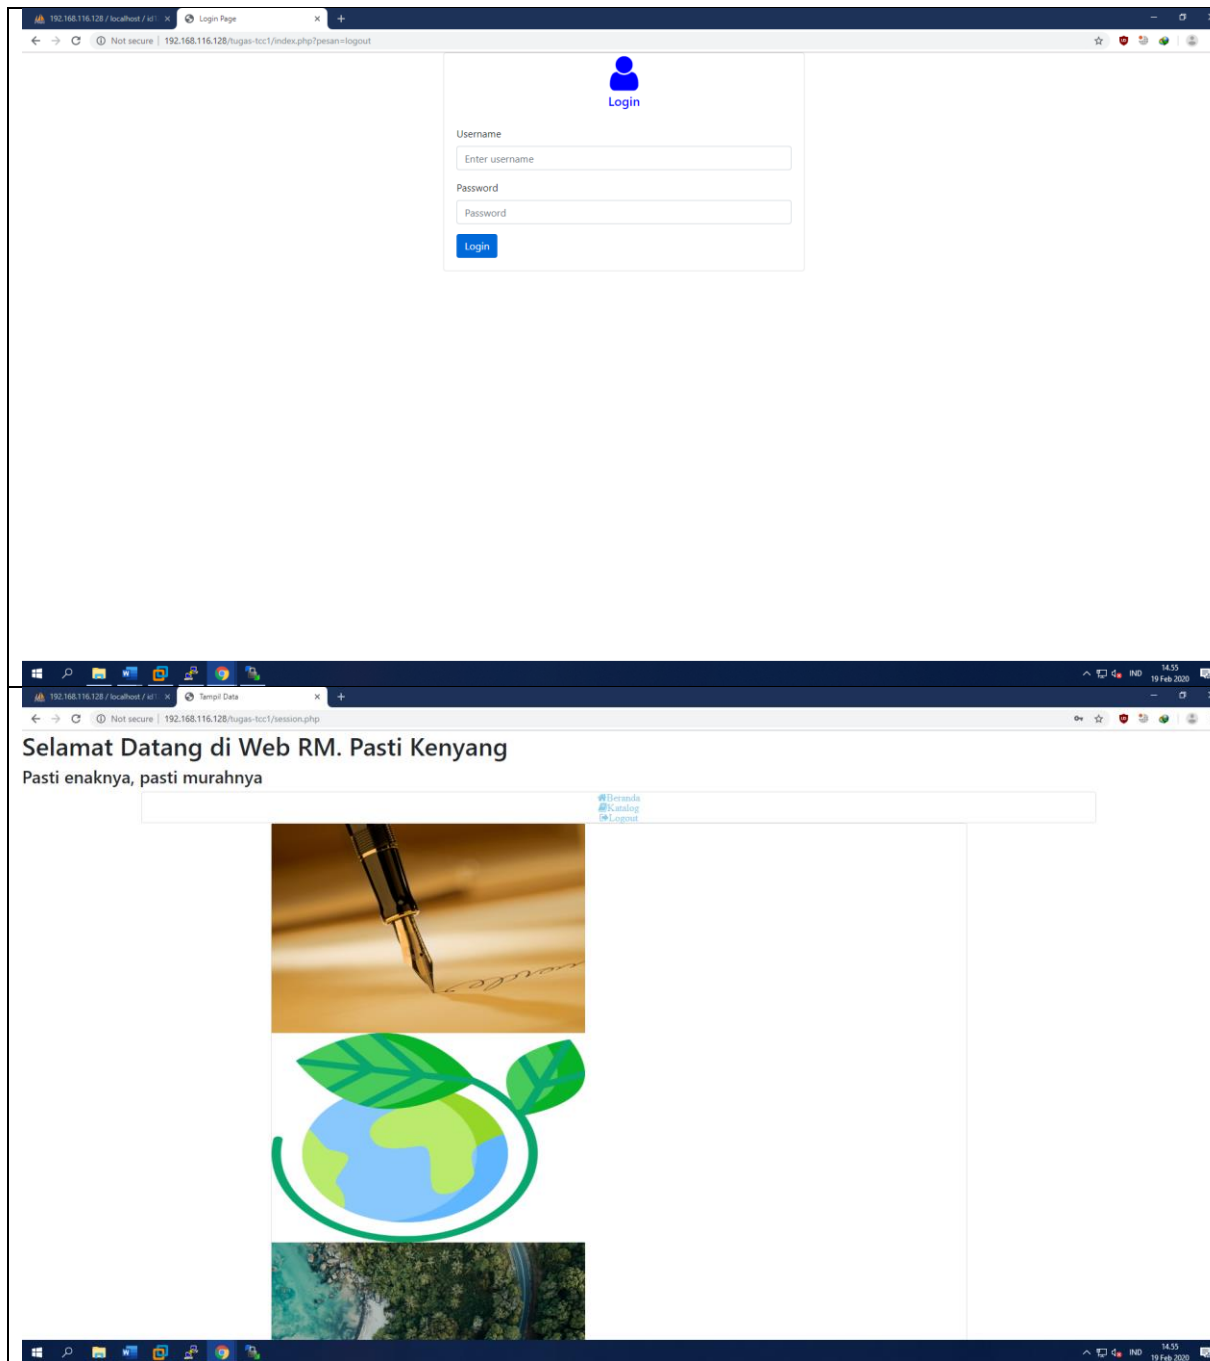 192.168.116.128 / localhost / id1
Login Page
Not secure | 192.168.116.128/tugas-tcc1/index.php?pesan=logout
Login
Username
Enter username
Password
Password
Login
IND
14.55
19 Feb 2020
192.168.116.128 / localhost / id1
Tampil Data
Not secure | 192.168.116.128/tugas-tcc1/session.php
Selamat Datang di Web RM. Pasti Kenyang
Pasti enaknya, pasti murahnya
Beranda
Katalog
Logout
IND
14.55
19 Feb 2020